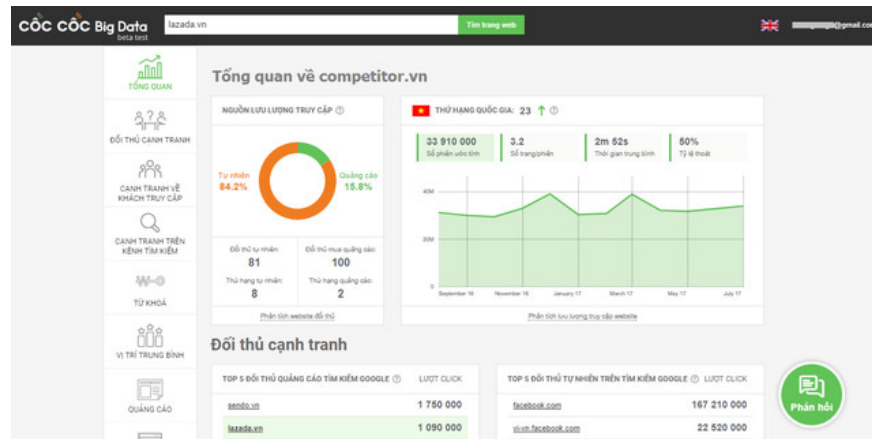 CỐC CỐC Big Data
beta test
lazada.vn
Tìm trang web
@gmail.com
TỔNG QUAN
ĐỐI THỦ CẠNH TRANH
CẠNH TRANH VỀ
KHÁCH TRUY CẬP
CẠNH TRANH TRÊN
KÊNH TÌM KIẾM
TỪ KHOÁ
VỊ TRÍ TRUNG BÌNH
QUẢNG CÁO
Tổng quan về competitor.vn
NGUỒN LƯU LƯỢNG TRUY CẬP
Tự nhiên
84.2%
Quảng cáo
15.8%
Đối thủ tự nhiên:
81
Đối thủ mua quảng cáo:
100
Thứ hạng tự nhiên:
8
Thứ hạng quảng cáo:
2
Phân tích website đối thủ
THỨ HẠNG QUỐC GIA: 23
33 910 000
Số phiên ước tính
3.2
Số trang/phiên
2m 52s
Thời gian trung bình
50%
Tỷ lệ thoát
40M
20M
0
September 16
November 16
January 17
March 17
May 17
July 17
Phân tích lưu lượng truy cập website
Đối thủ cạnh tranh
TOP 5 ĐỐI THỦ QUẢNG CÁO TÌM KIẾM GOOGLE
LƯỢT CLICK
sendo.vn
1 750 000
lazada.vn
1 090 000
TOP 5 ĐỐI THỦ TỰ NHIÊN TRÊN TÌM KIẾM GOOGLE
LƯỢT CLICK
facebook.com
167 210 000
vi-vn.facebook.com
22 520 000
Phản hồi